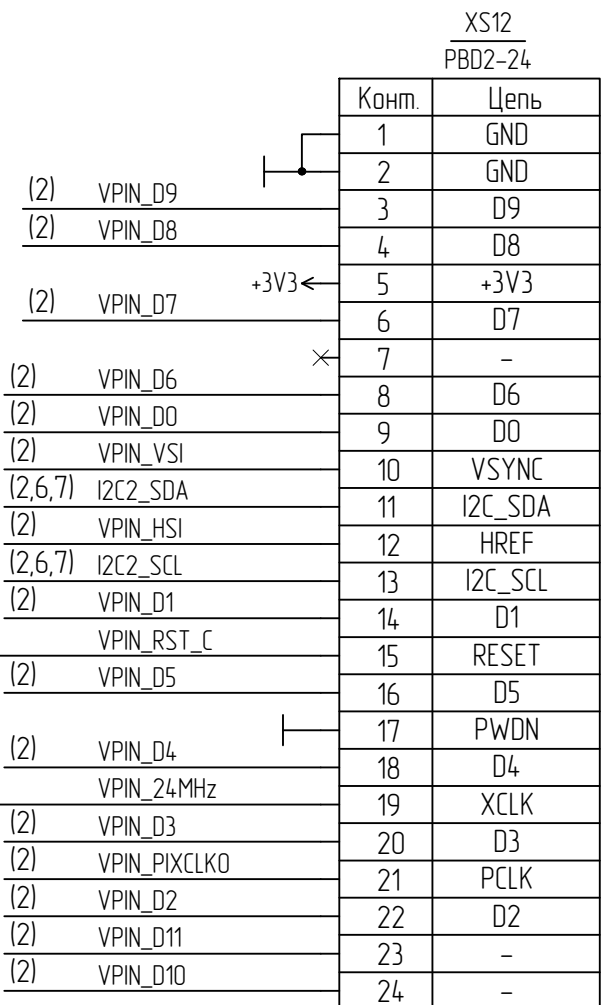 XS12
PBD2-24
Конт. Цепь
1 GND
2 GND
(2) VPIN_D9 3 D9
(2) VPIN_D8 4 D8
+3V3 5 +3V3
(2) VPIN_D7 6 D7
7 –
(2) VPIN_D6 8 D6
(2) VPIN_D0 9 D0
(2) VPIN_VSI 10 VSYNC
(2,6,7) I2C2_SDA 11 I2C_SDA
(2) VPIN_HSI 12 HREF
(2,6,7) I2C2_SCL 13 I2C_SCL
(2) VPIN_D1 14 D1
VPIN_RST_C 15 RESET
(2) VPIN_D5 16 D5
17 PWDN
(2) VPIN_D4 18 D4
VPIN_24MHz 19 XCLK
(2) VPIN_D3 20 D3
(2) VPIN_PIXCLK0 21 PCLK
(2) VPIN_D2 22 D2
(2) VPIN_D11 23 –
(2) VPIN_D10 24 –